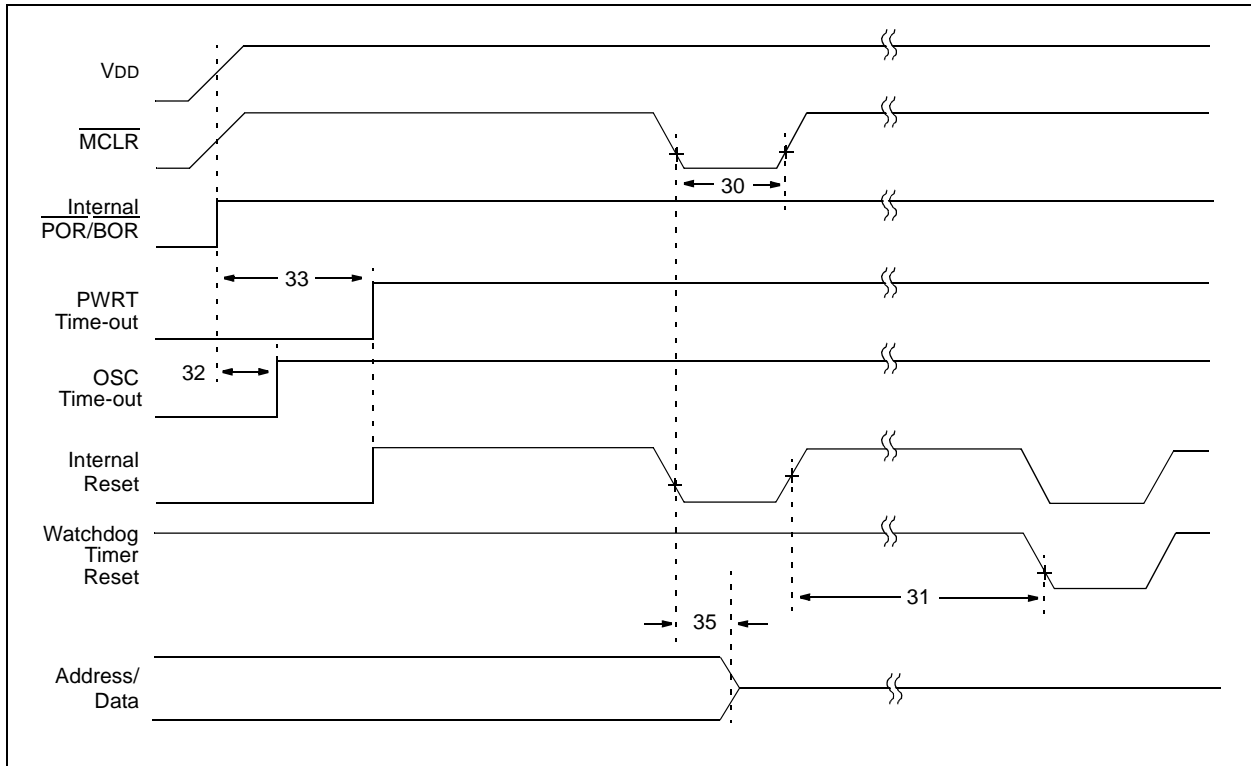 VDD
MCLR
30
Internal
POR/BOR
33
PWRT
Time-out
32
OSC
Time-out
Internal
Reset
Watchdog
Timer
Reset
31
35
Address/
Data